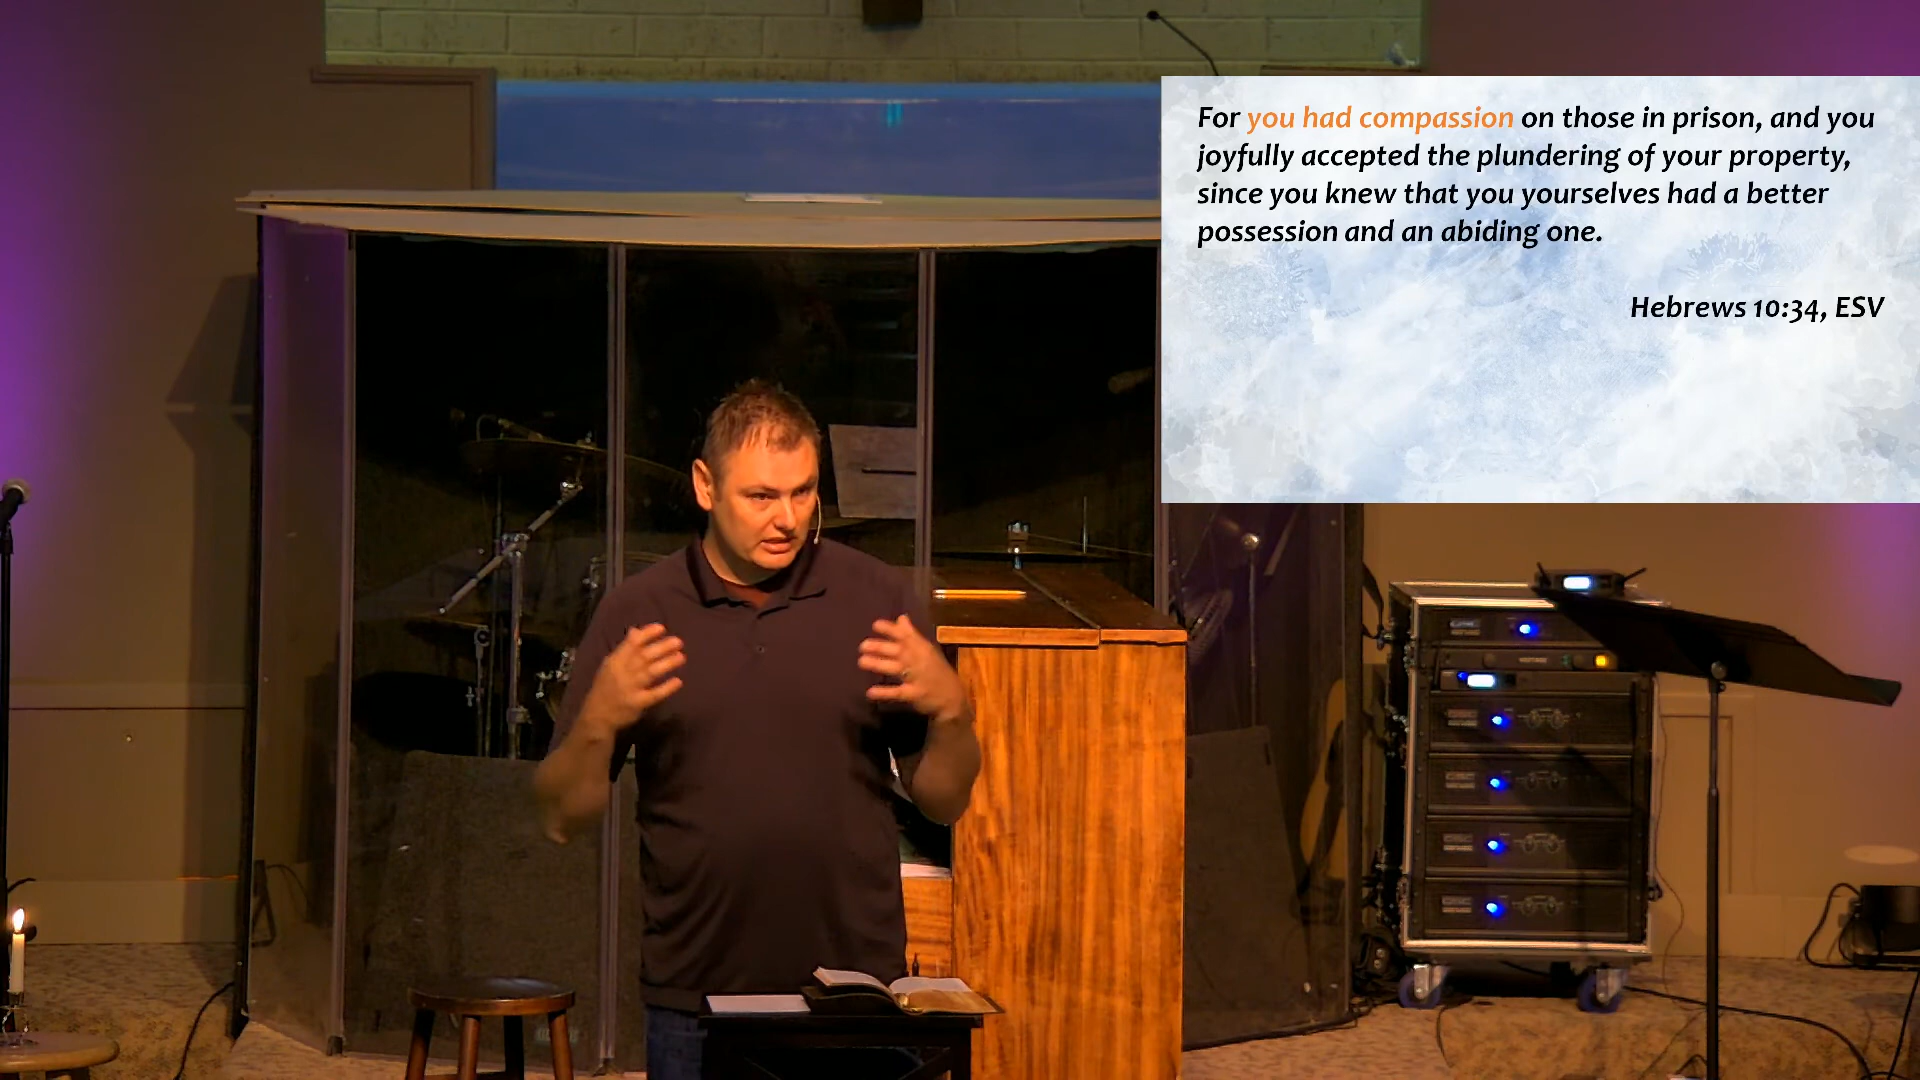 For you had compassion on those in prison, and you
joyfully accepted the plundering of your property,
since you knew that you yourselves had a better
possession and an abiding one.
Hebrews 10:34, ESV